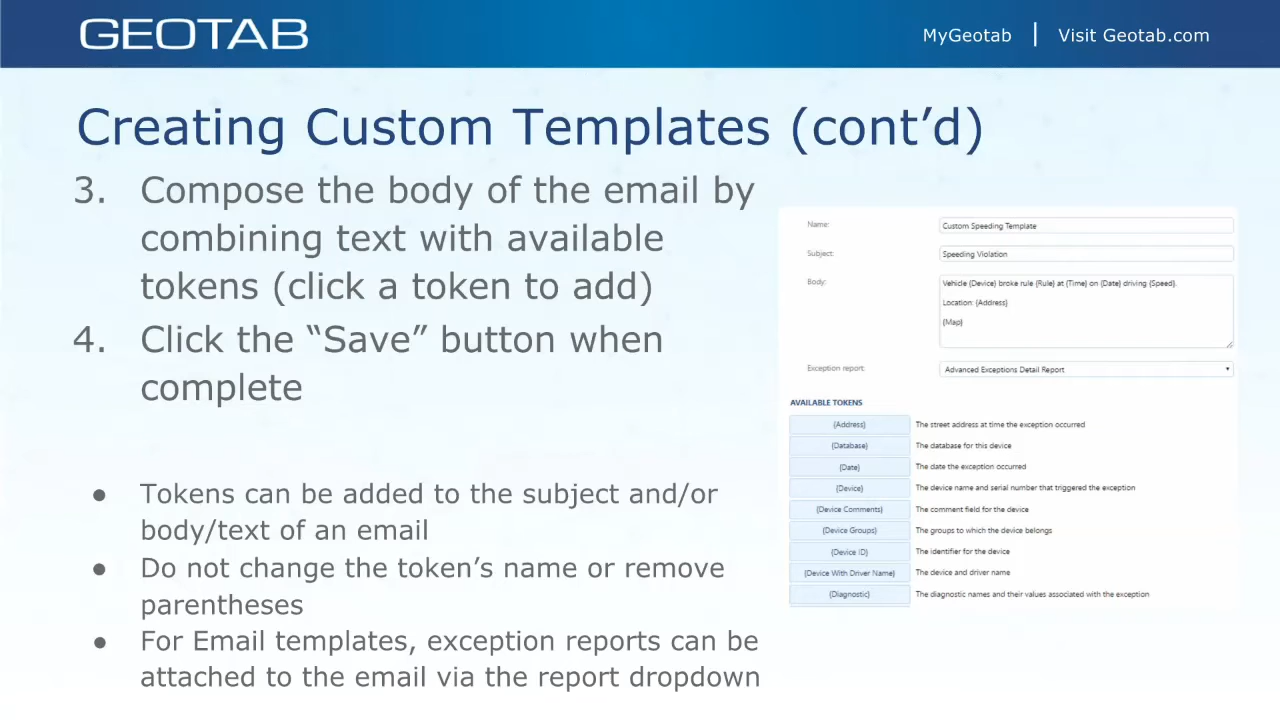 GEOTAB
MyGeotab | Visit Geotab.com
Creating Custom Templates (cont’d)
3. Compose the body of the email by
combining text with available
tokens (click a token to add)
4. Click the “Save” button when
complete
● Tokens can be added to the subject and/or
body/text of an email
● Do not change the token’s name or remove
parentheses
● For Email templates, exception reports can be
attached to the email via the report dropdown
Name: Custom Speeding Template
Subject: Speeding Violation
Body: Vehicle {Device} broke rule {Rule} at {Time} on {Date} driving {Speed}.
Location: {Address}
{Map}
Exception report: Advanced Exceptions Detail Report
AVAILABLE TOKENS
{Address} The street address at time the exception occurred
{Database} The database for this device
{Date} The date the exception occurred
{Device} The device name and serial number that triggered the exception
{Device Comments} The comment field for the device
{Device Groups} The groups to which the device belongs
{Device ID} The identifier for the device
{Device With Driver Name} The device and driver name
{Diagnostic} The diagnostic names and their values associated with the exception